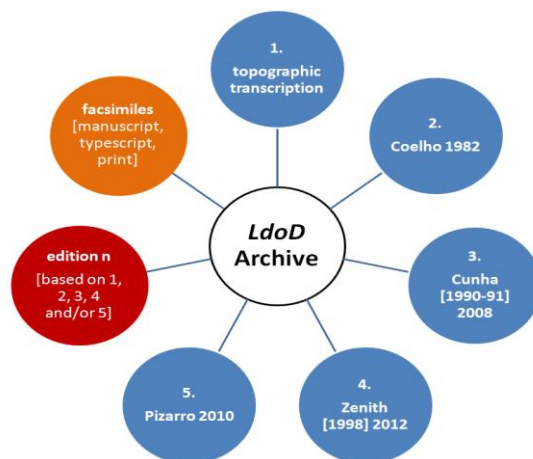 1.
topographic
transcription
2.
Coelho 1982
3.
Cunha
[1990-91]
2008
4.
Zenith
[1998] 2012
5.
Pizarro 2010
edition n
[based on 1,
2, 3, 4
and/or 5]
facsimiles
[manuscript,
typescript,
print]
LdoD
Archive